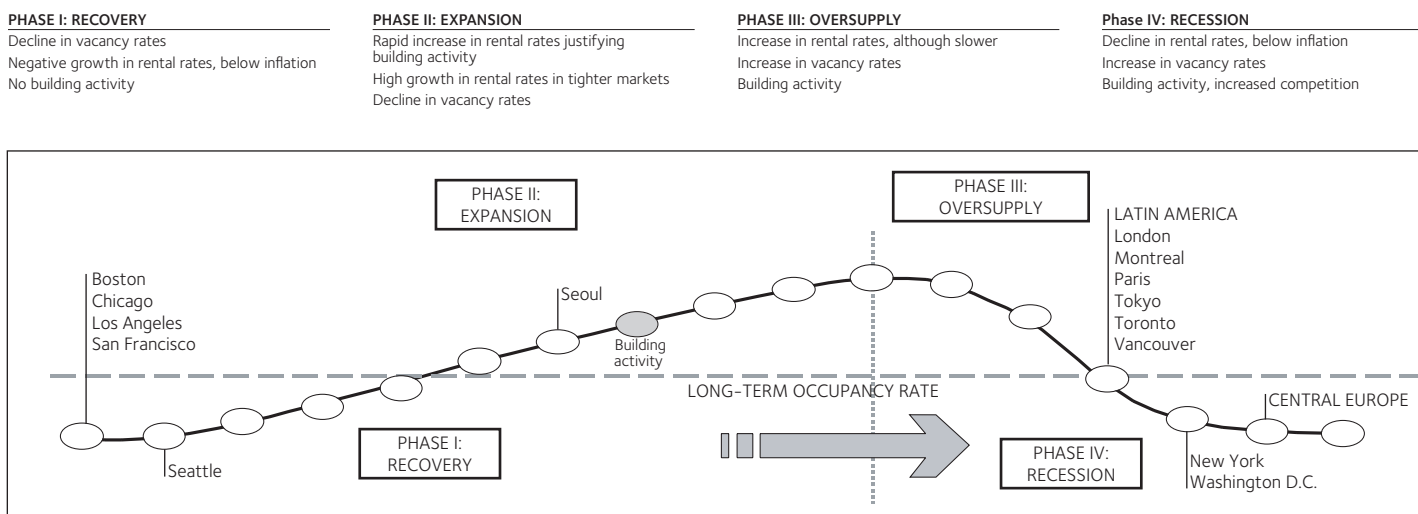 PHASE I: RECOVERY
Decline in vacancy rates
Negative growth in rental rates, below inflation
No building activity
PHASE II: EXPANSION
Rapid increase in rental rates justifying
building activity
High growth in rental rates in tighter markets
Decline in vacancy rates
PHASE III: OVERSUPPLY
Increase in rental rates, although slower
Increase in vacancy rates
Building activity
Phase IV: RECESSION
Decline in rental rates, below inflation
Increase in vacancy rates
Building activity, increased competition
PHASE II:
EXPANSION
PHASE III:
OVERSUPPLY
LATIN AMERICA
London
Montreal
Paris
Tokyo
Toronto
Vancouver
Boston
Chicago
Los Angeles
San Francisco
Seoul
Building
activity
LONG-TERM OCCUPANCY RATE
CENTRAL EUROPE
PHASE I:
RECOVERY
PHASE IV:
RECESSION
Seattle
New York
Washington D.C.